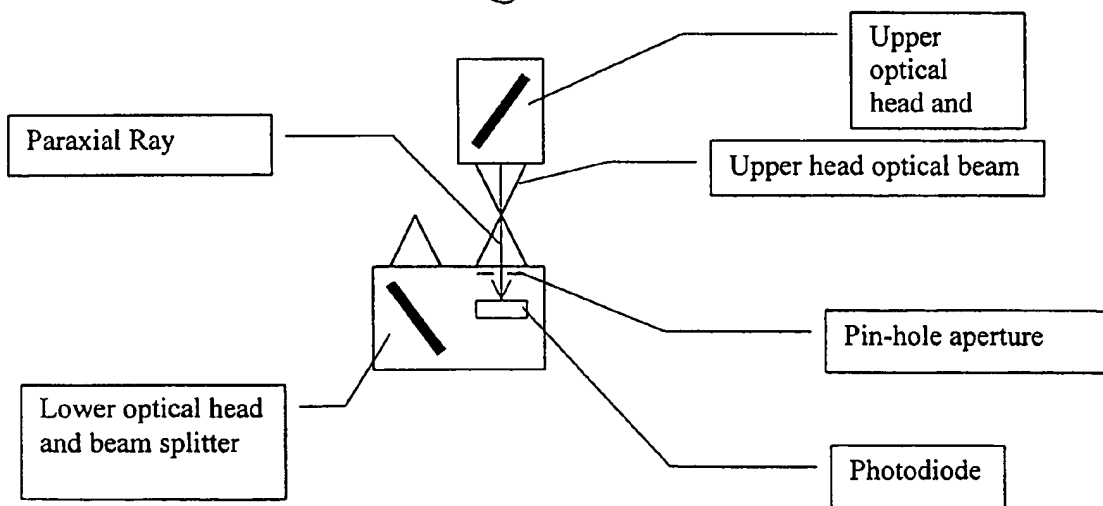 Upper
optical
head and
Paraxial Ray
Upper head optical beam
Pin-hole aperture
Lower optical head
and beam splitter
Photodiode